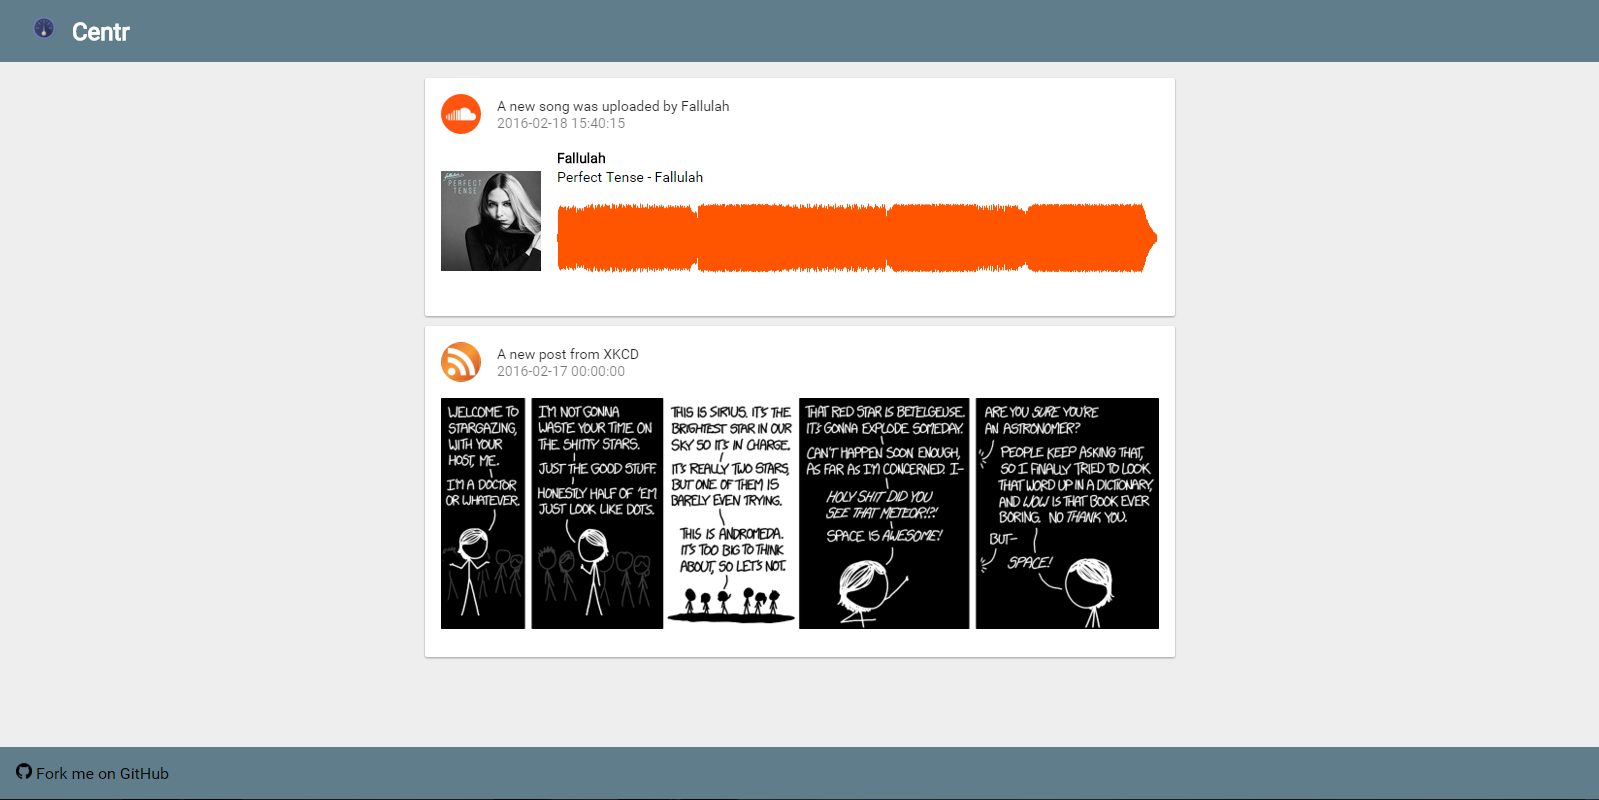 Centr
A new song was uploaded by Fallulah
2016-02-18 15:40:15
Fallulah
Perfect Tense - Fallulah
PERFECT
TENSE
A new post from XKCD
2016-02-17 00:00:00
WELCOME TO
STARGAZING,
WITH YOUR
HOST, ME.
I'M A DOCTOR
OR WHATEVER.
I'M NOT GONNA
WASTE YOUR TIME ON
THE SHITTY STARS.
JUST THE GOOD STUFF.
HONESTLY HALF OF 'EM
JUST LOOK LIKE DOTS.
THIS IS SIRIUS. IT'S THE
BRIGHTEST STAR IN OUR
SKY SO IT'S IN CHARGE.
IT'S REALLY TWO STARS,
BUT ONE OF THEM IS
BARELY EVEN TRYING.
THIS IS ANDROMEDA.
IT'S TOO BIG TO THINK
ABOUT, SO LET'S NOT.
THAT RED STAR IS BETELGEUSE.
IT'S GONNA EXPLODE SOMEDAY.
CAN'T HAPPEN SOON ENOUGH,
AS FAR AS I'M CONCERNED. I—
HOLY SHIT DID YOU
SEE THAT METEOR!?!
SPACE IS AWESOME!
ARE YOU SURE YOU'RE
AN ASTRONOMER?
PEOPLE KEEP ASKING THAT,
SO I FINALLY TRIED TO LOOK
THAT WORD UP IN A DICTIONARY,
AND WOW IS THAT BOOK EVER
BORING. NO THANK YOU.
BUT—
SPACE!
Fork me on GitHub